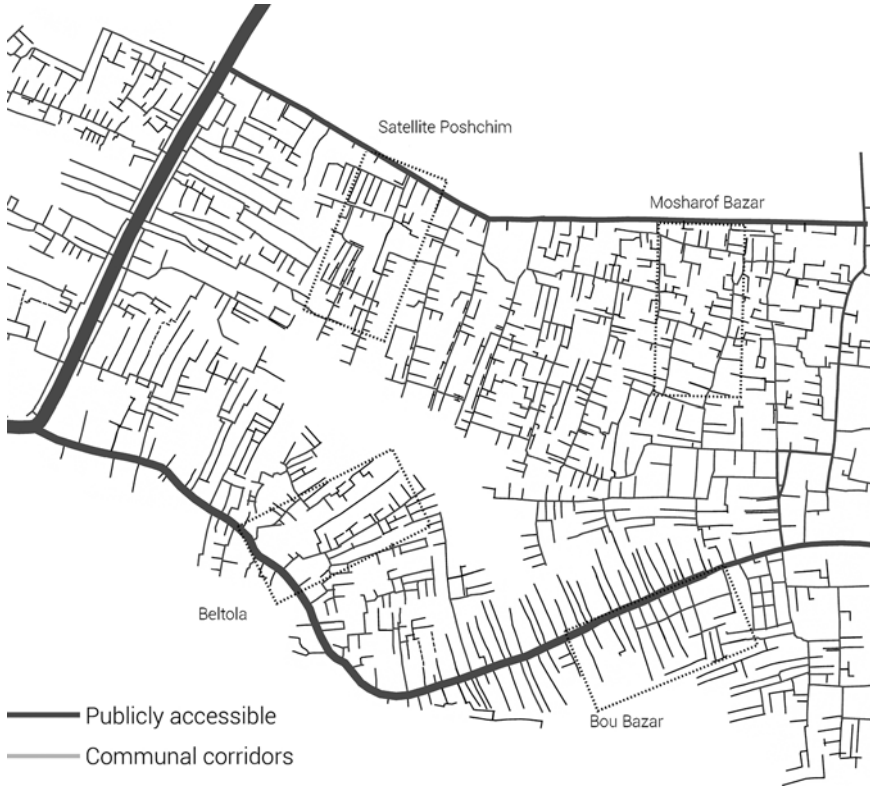 Satellite Poshchim
Mosharof Bazar
Beltola
Bou Bazar
Publicly accessible
Communal corridors